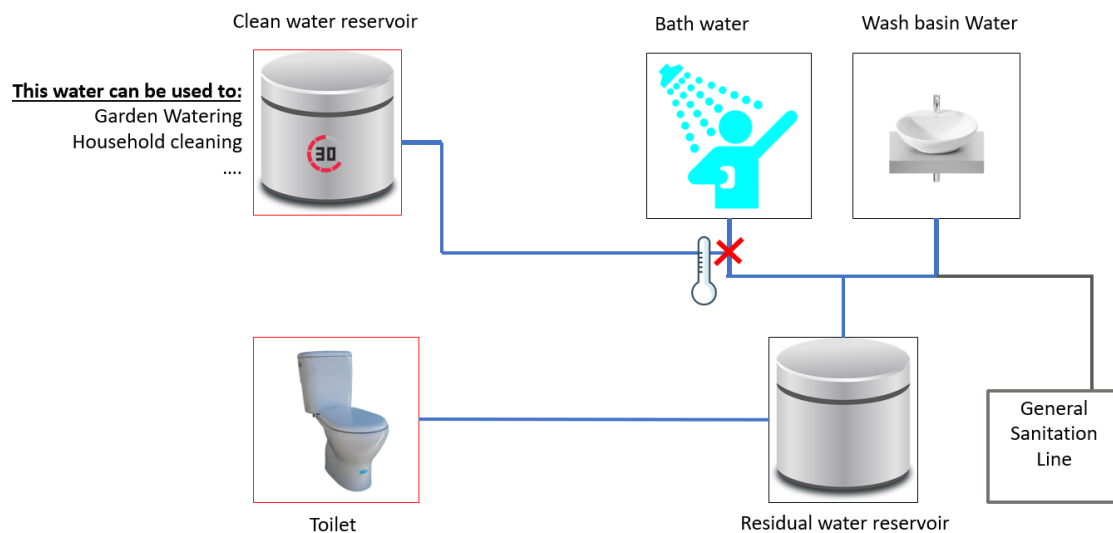 Clean water reservoir
Bath water
Wash basin Water
This water can be used to:
Garden Watering
Household cleaning
....
30
General
Sanitation
Line
Toilet
Residual water reservoir